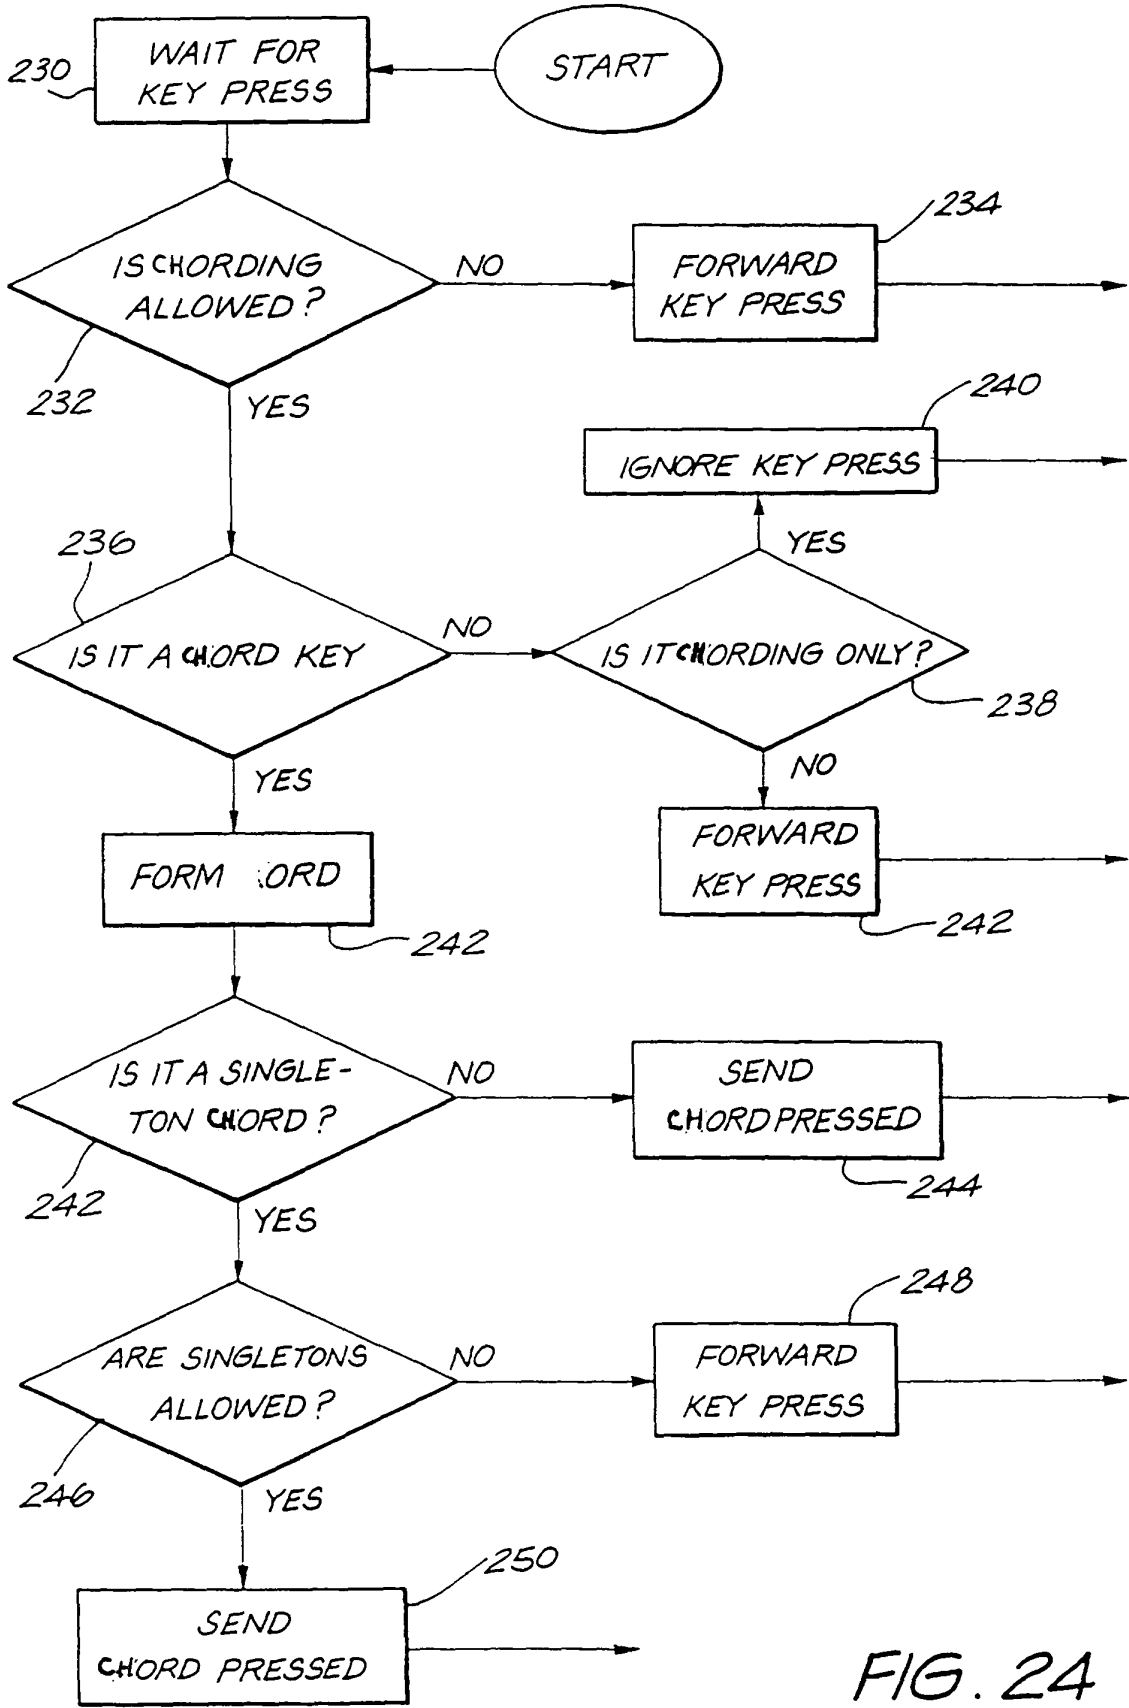 WAIT FOR
KEY PRESS
START
230
IS CHORDING
ALLOWED?
232
NO
FORWARD
KEY PRESS
234
YES
240
IGNORE KEY PRESS
YES
236
IS IT A CHORD KEY
NO
IS IT CHORDING ONLY?
238
YES
NO
FORM ORD
242
FORWARD
KEY PRESS
242
IS IT A SINGLE-
TON CHORD?
242
NO
SEND
CHORD PRESSED
244
YES
248
ARE SINGLETONS
ALLOWED?
246
NO
FORWARD
KEY PRESS
YES
250
SEND
CHORD PRESSED
FIG. 24